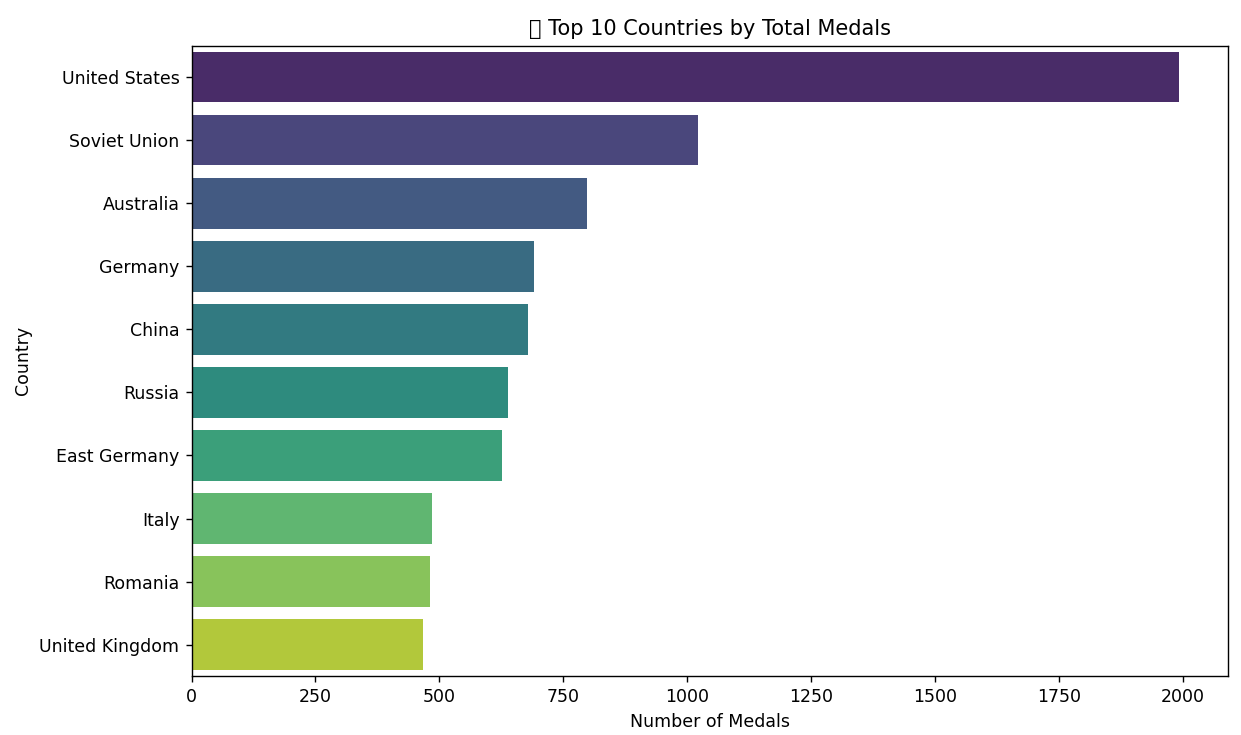 Top 10 Countries by Total Medals
United States
Soviet Union
Australia
Germany
China
Russia
East Germany
Italy
Romania
United Kingdom
Country
0 250 500 750 1000 1250 1500 1750 2000
Number of Medals